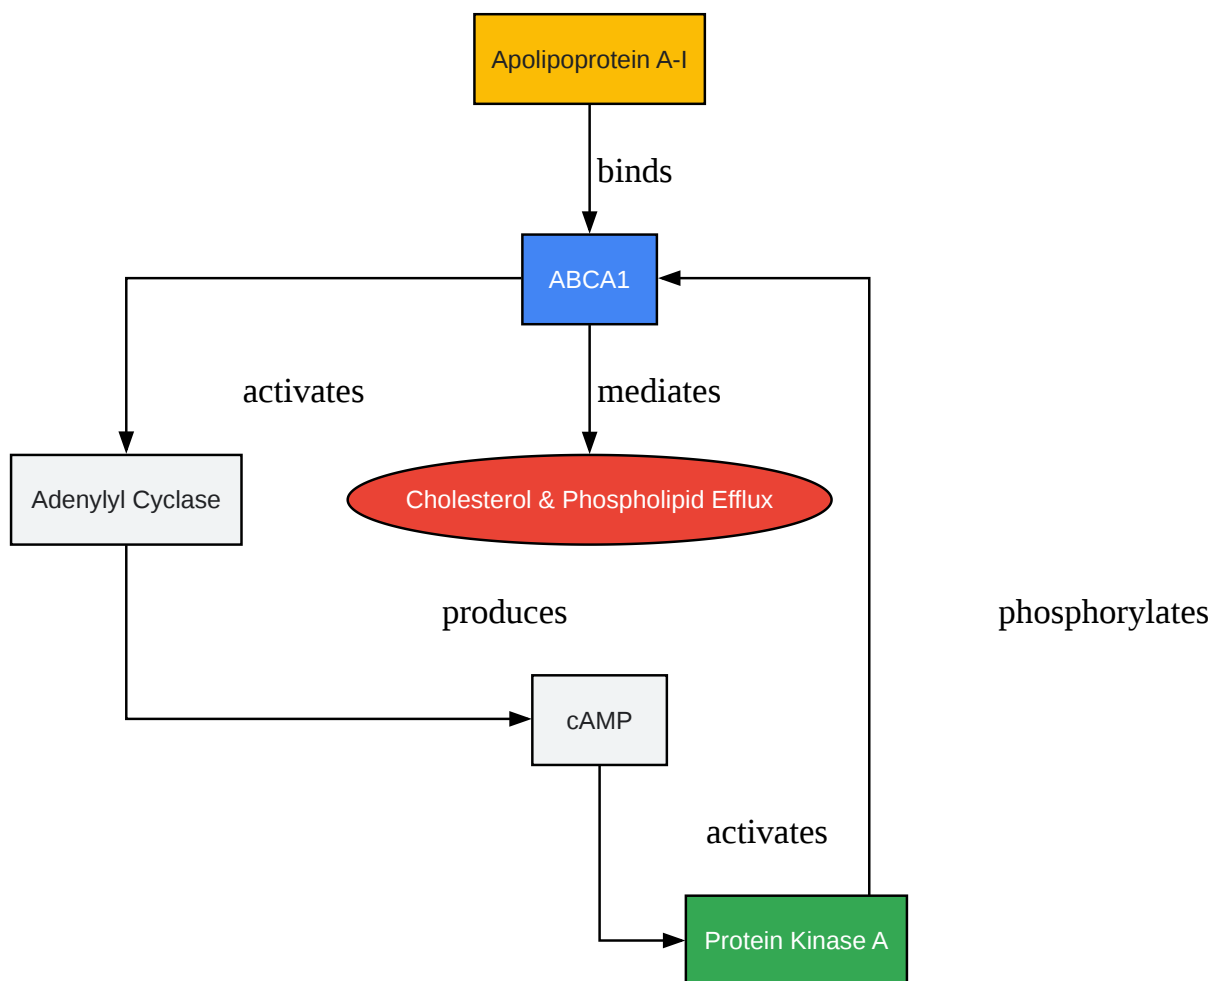 Apolipoprotein A-I
binds
ABCA1
activates
mediates
Adenylyl Cyclase
Cholesterol & Phospholipid Efflux
produces
phosphorylates
cAMP
activates
Protein Kinase A